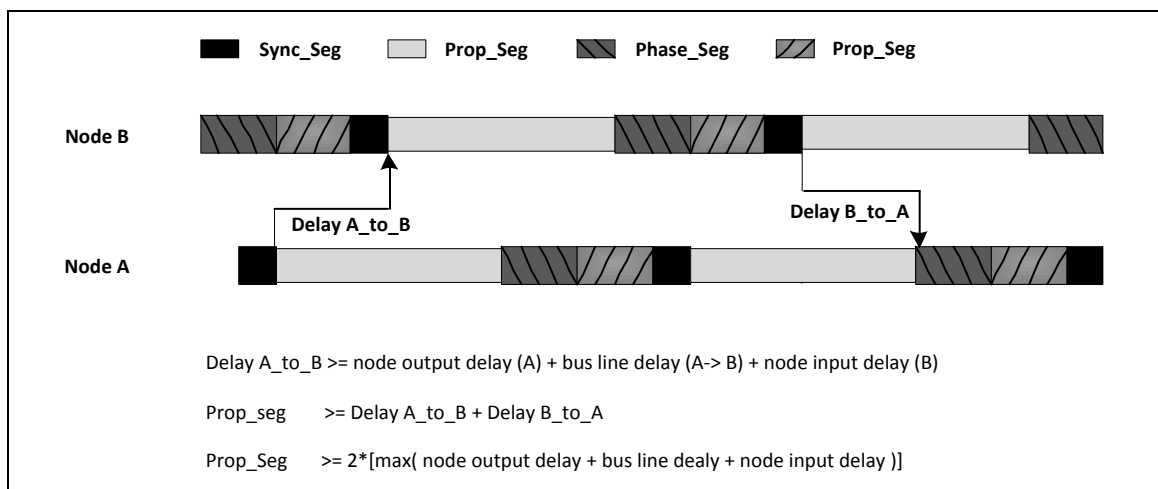 Sync_Seg Prop_Seg Phase_Seg Prop_Seg
Node B
Delay A_to_B
Delay B_to_A
Node A
Delay A_to_B >= node output delay (A) + bus line delay (A-> B) + node input delay (B)
Prop_seg >= Delay A_to_B + Delay B_to_A
Prop_Seg >= 2*[max( node output delay + bus line dealy + node input delay )]